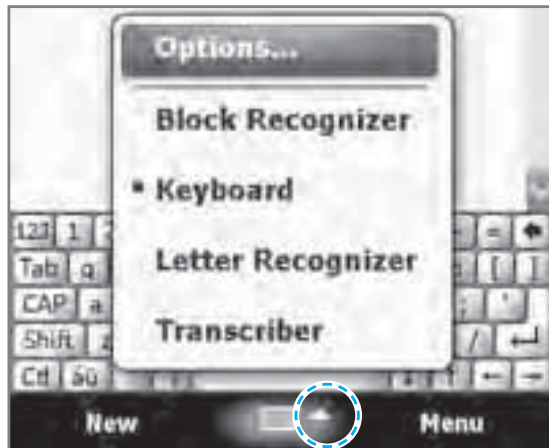 Options...
Block Recognizer
Keyboard
Letter Recognizer
Transcriber
123 1 - =
Tab q [ ]
CAP a ; '
Shift z /
Ctl áü
New Menu